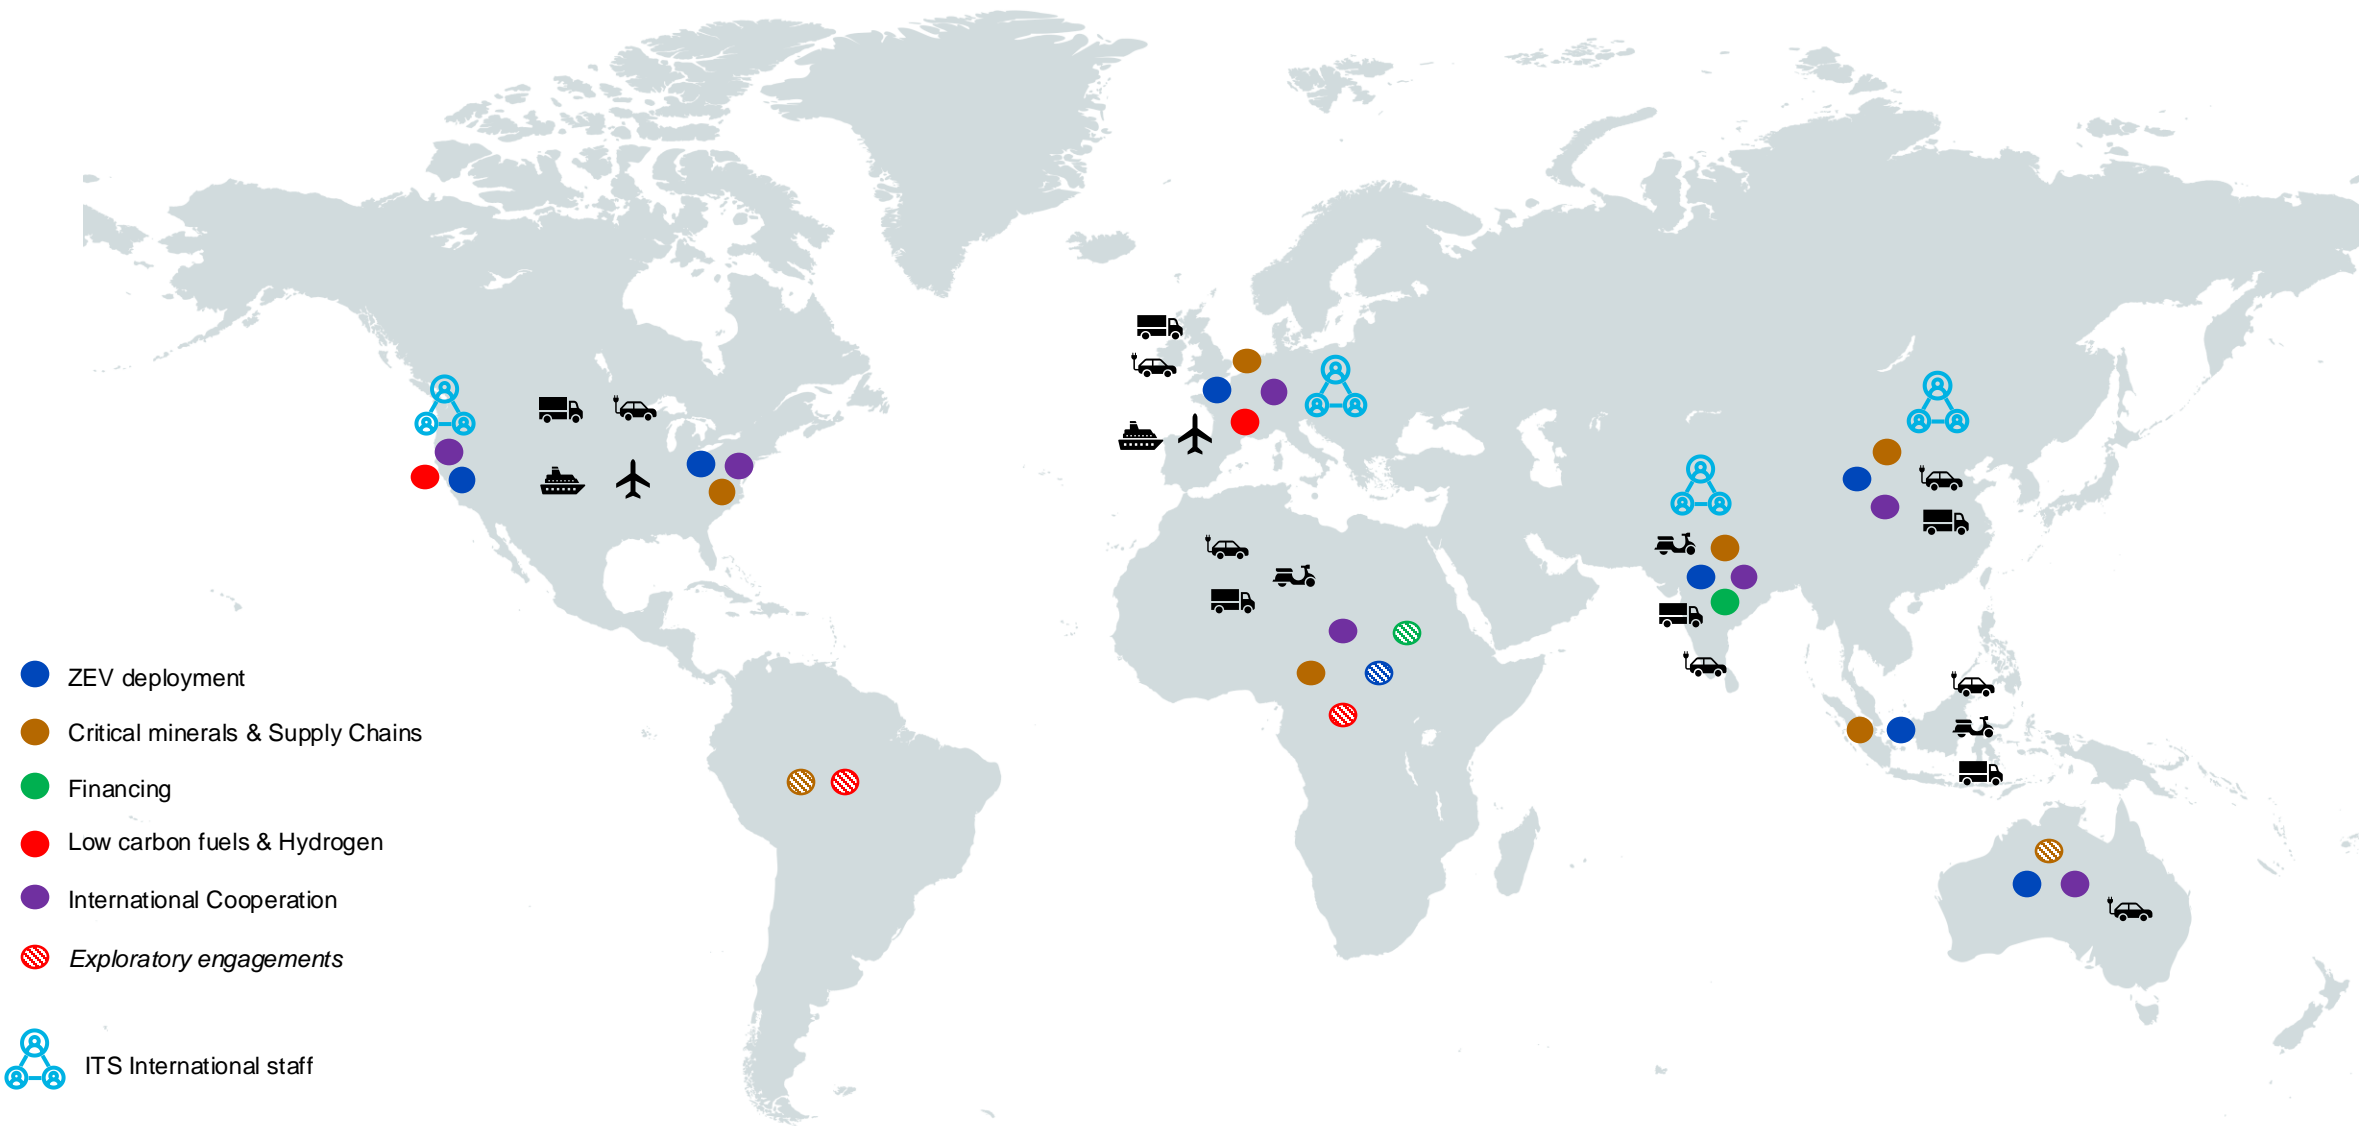 ZEV deployment
Critical minerals & Supply Chains
Financing
Low carbon fuels & Hydrogen
International Cooperation
Exploratory engagements
ITS International staff